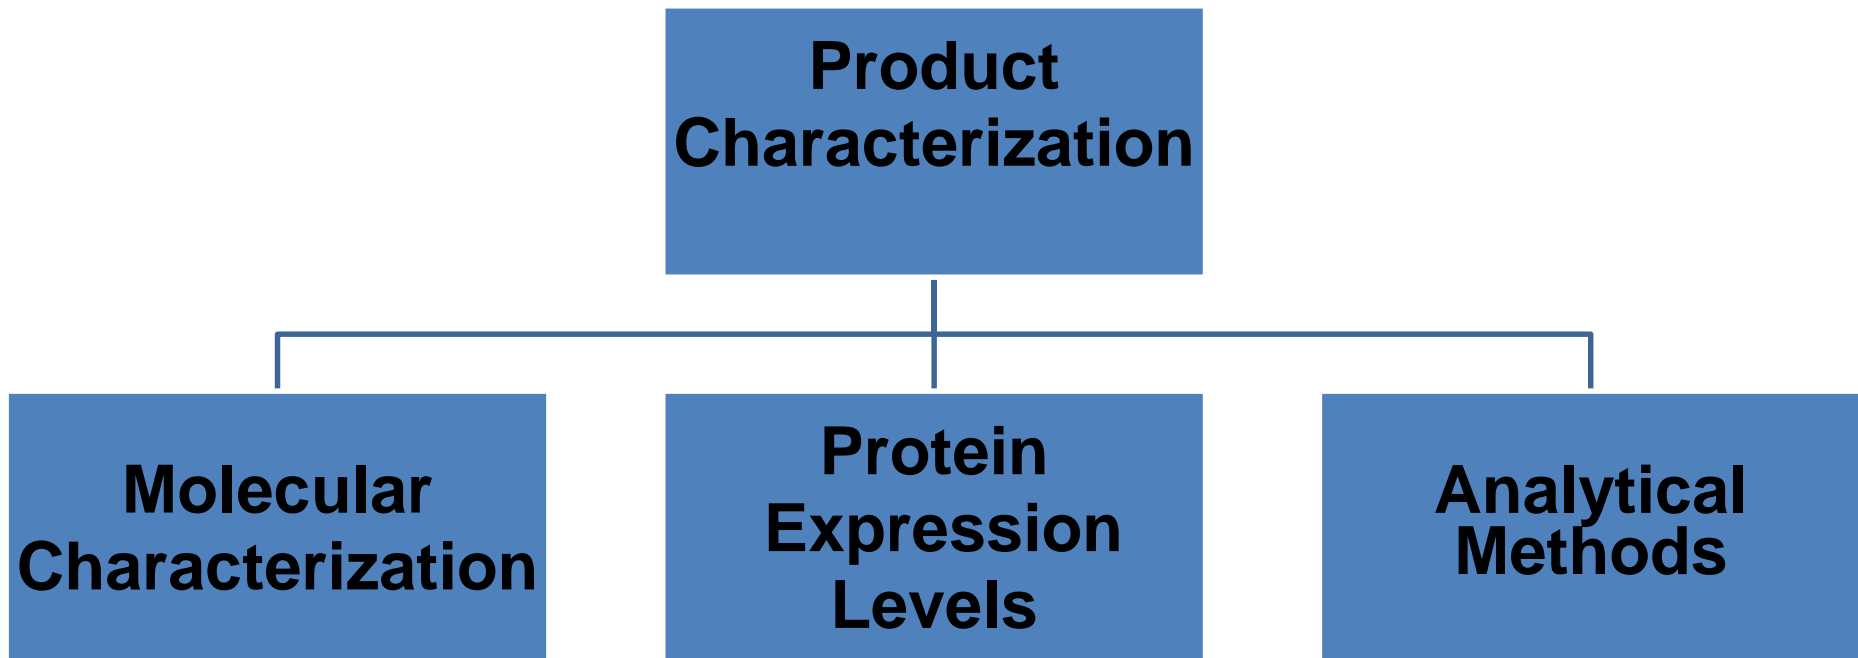 Product
Characterization
Molecular
Characterization
Protein
Expression
Levels
Analytical
Methods